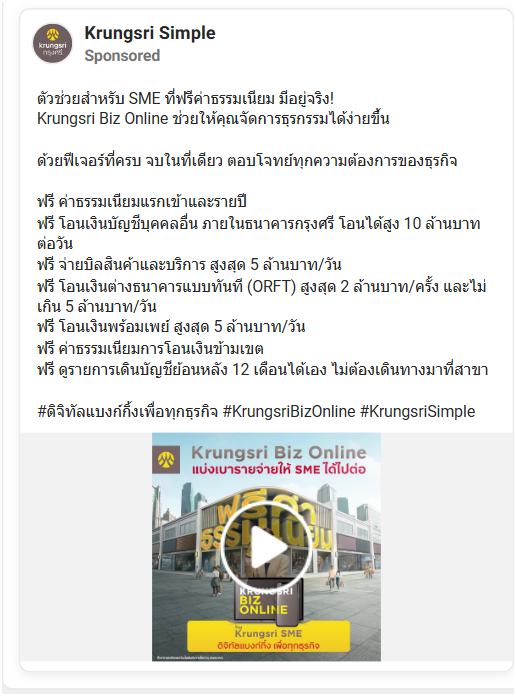 Krungsri Simple
Sponsored
krungsri
กรุงศรี
ตัวช่วยสำหรับ SME ที่ฟรีค่าธรรมเนียม มีอยู่จริง!
Krungsri Biz Online ช่วยให้คุณจัดการธุรกรรมได้ง่ายขึ้น
ด้วยฟีเจอร์ที่ครบ จบในที่เดียว ตอบโจทย์ทุกความต้องการของธุรกิจ
ฟรี ค่าธรรมเนียมแรกเข้าและรายปี
ฟรี โอนเงินบัญชีบุคคลอื่น ภายในธนาคารกรุงศรี โอนได้สูง 10 ล้านบาท
ต่อวัน
ฟรี จ่ายบิลสินค้าและบริการ สูงสุด 5 ล้านบาท/วัน
ฟรี โอนเงินต่างธนาคารแบบทันที (ORFT) สูงสุด 2 ล้านบาท/ครั้ง และไม่
เกิน 5 ล้านบาท/วัน
ฟรี โอนเงินพร้อมเพย์ สูงสุด 5 ล้านบาท/วัน
ฟรี ค่าธรรมเนียมการโอนเงินข้ามเขต
ฟรี ดูรายการเดินบัญชีย้อนหลัง 12 เดือนได้เอง ไม่ต้องเดินทางมาที่สาขา
#ดิจิทัลแบงก์กิ้งเพื่อทุกธุรกิจ #KrungsriBizOnline #KrungsriSimple
Krungsri Biz Online
แบ่งเบารายจ่ายให้ SME ได้ไปต่อ
ฟรีค่า
ธรรมเนียม
KRUNGSRI
BIZ
ONLINE
by
Krungsri SME
ดิจิทัลแบงก์กิ้ง เพื่อทุกธุรกิจ